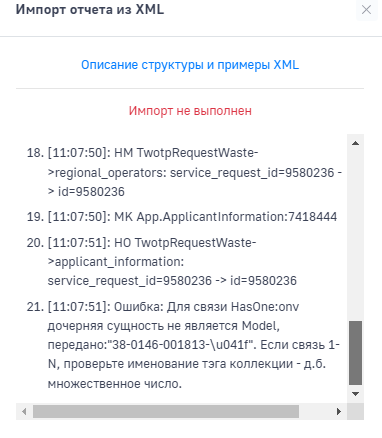 Импорт отчета из XML
Описание структуры и примеры XML
Импорт не выполнен
18. [11:07:50]: HM TwotpRequestWaste-
>regional_operators: service_request_id=9580236 -
> id=9580236
19. [11:07:50]: MK App.ApplicantInformation:7418444
20. [11:07:51]: HO TwotpRequestWaste-
>applicant_information:
service_request_id=9580236 -> id=9580236
21. [11:07:51]: Ошибка: Для связи HasOne:onv
дочерняя сущность не является Model,
передано:"38-0146-001813-\u041f". Если связь 1-
N, проверьте именование тэга коллекции - д.б.
множественное число.